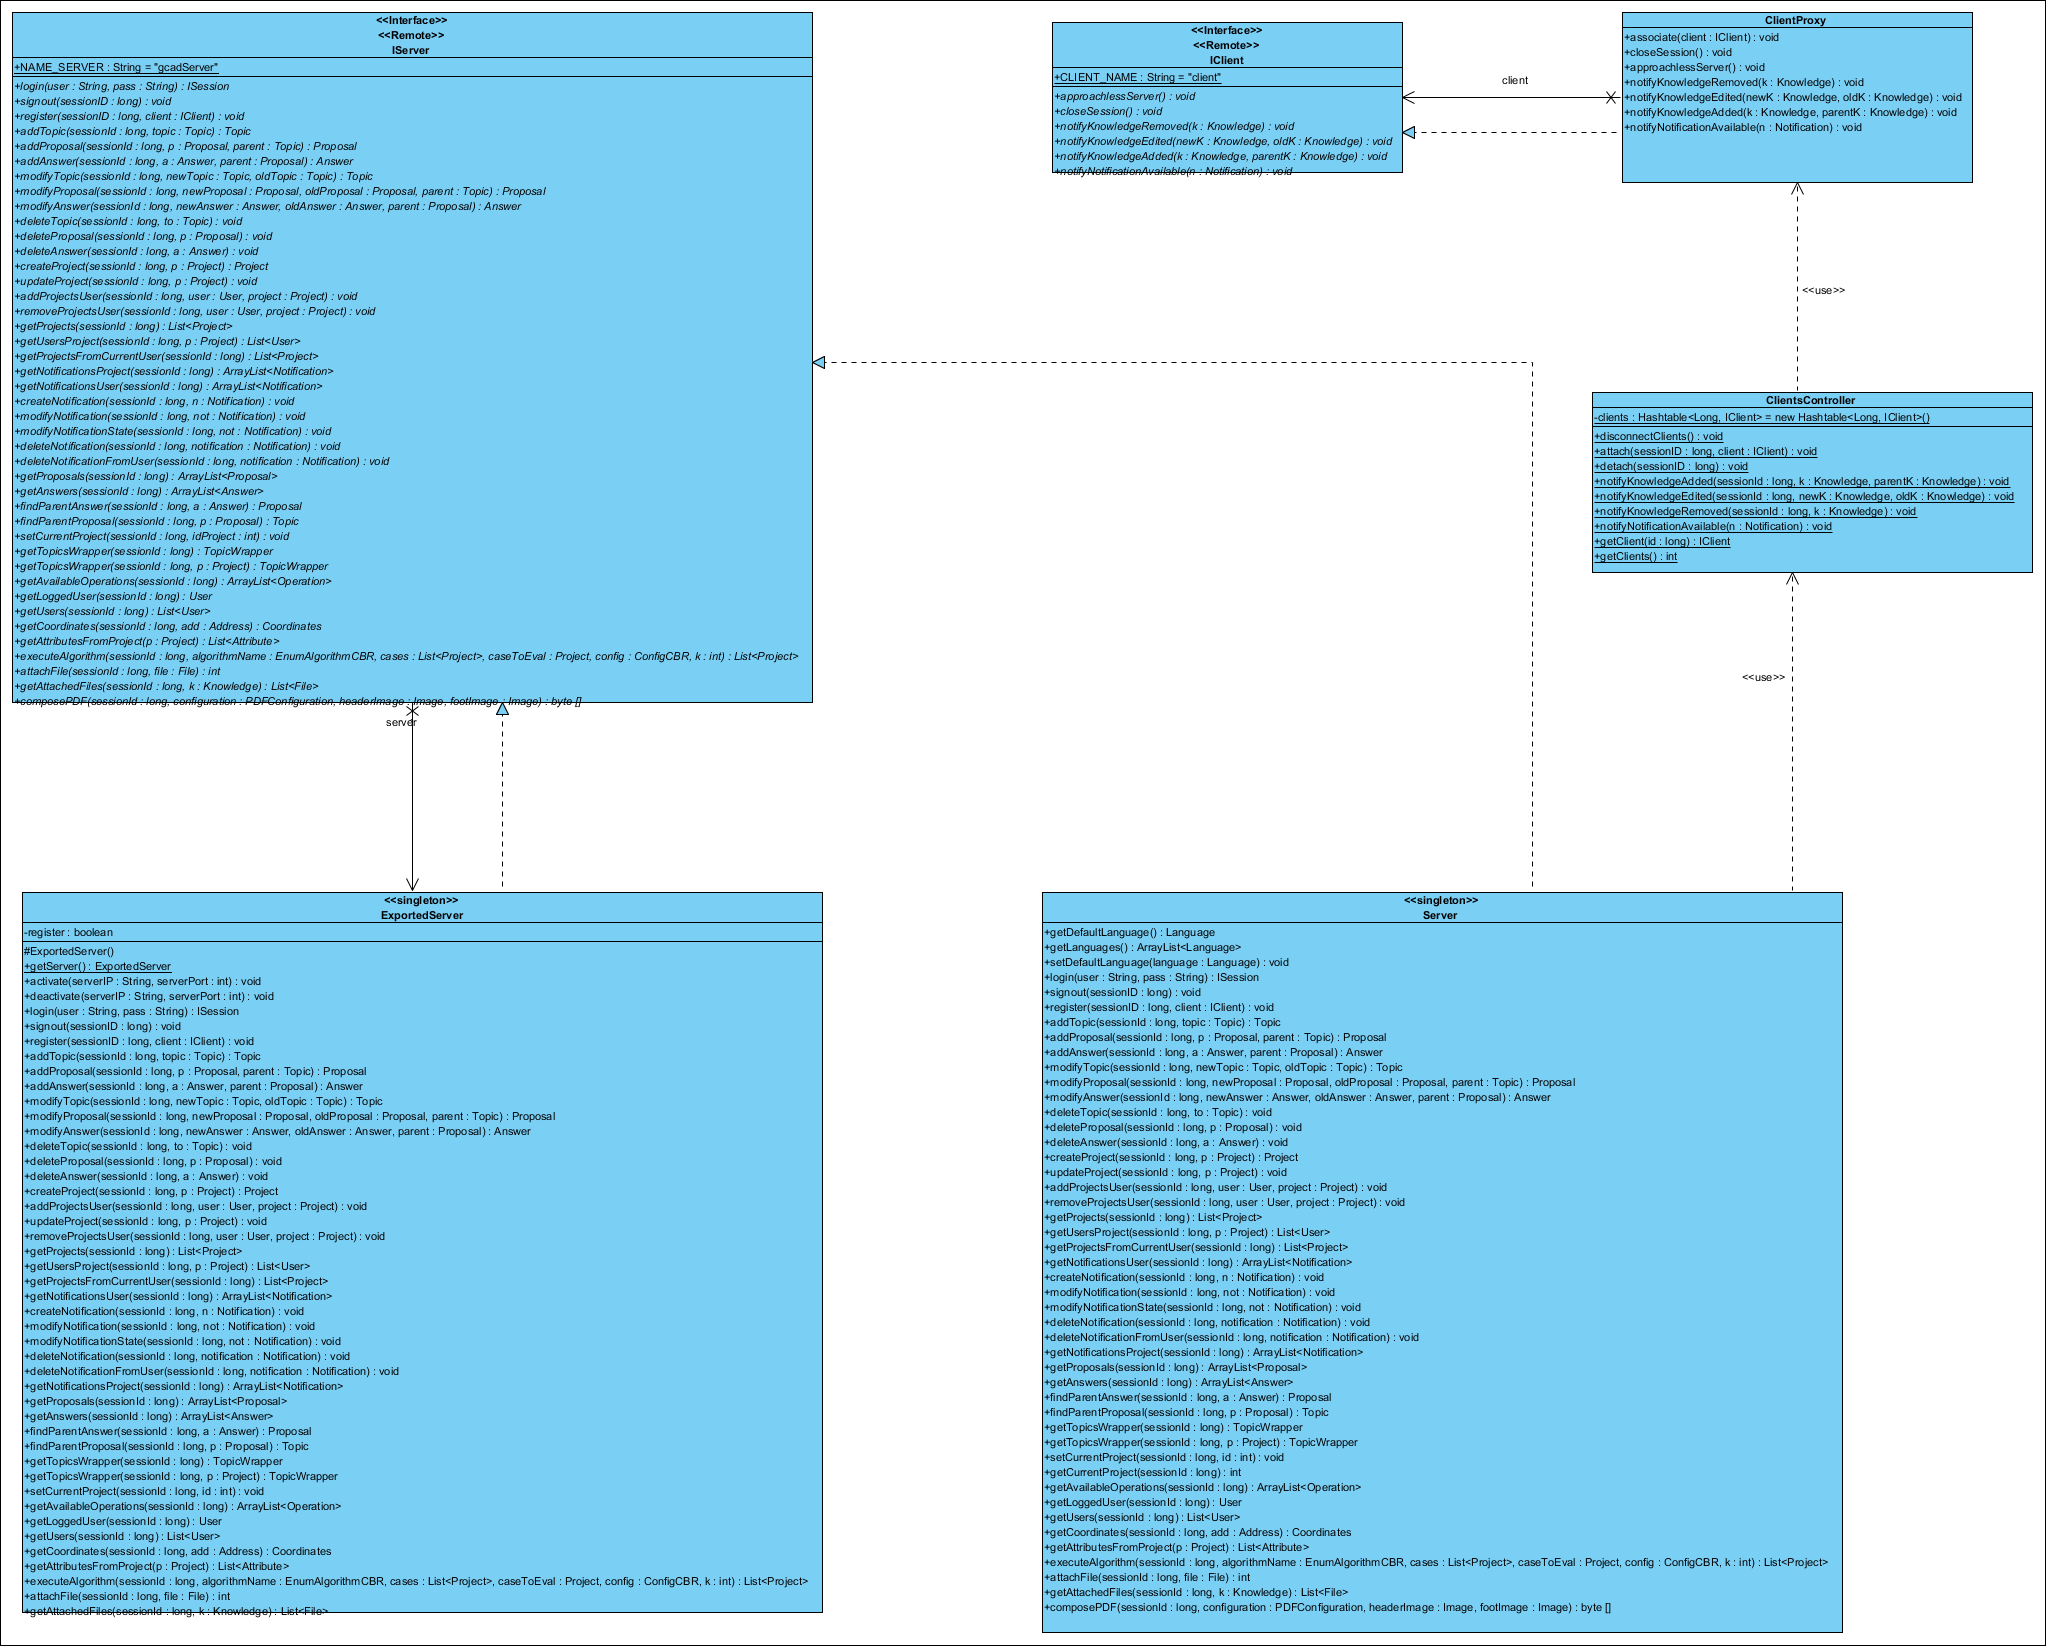 <<Interface>>
<<Remote>>
IServer
+NAME_SERVER : String = "gcadServer"
+login(user : String, pass : String) : ISession
+signout(sessionID : long) : void
+register(sessionID : long, client : IClient) : void
+addTopic(sessionId : long, topic : Topic) : Topic
+addProposal(sessionId : long, p : Proposal, parent : Topic) : Proposal
+addAnswer(sessionId : long, a : Answer, parent : Proposal) : Answer
+modifyTopic(sessionId : long, newTopic : Topic, oldTopic : Topic) : Topic
+modifyProposal(sessionId : long, newProposal : Proposal, oldProposal : Proposal, parent : Topic) : Proposal
+modifyAnswer(sessionId : long, newAnswer : Answer, oldAnswer : Answer, parent : Proposal) : Answer
+deleteTopic(sessionId : long, to : Topic) : void
+deleteProposal(sessionId : long, p : Proposal) : void
+deleteAnswer(sessionId : long, a : Answer) : void
+createProject(sessionId : long, p : Project) : Project
+updateProject(sessionId : long, p : Project) : void
+addProjectsUser(sessionId : long, user : User, project : Project) : void
+removeProjectsUser(sessionId : long, user : User, project : Project) : void
+getProjects(sessionId : long) : List<Project>
+getUsersProject(sessionId : long, p : Project) : List<User>
+getProjectsFromCurrentUser(sessionId : long) : List<Project>
+getNotificationsProject(sessionId : long) : ArrayList<Notification>
+getNotificationsUser(sessionId : long) : ArrayList<Notification>
+createNotification(sessionId : long, n : Notification) : void
+modifyNotification(sessionId : long, not : Notification) : void
+modifyNotificationState(sessionId : long, not : Notification) : void
+deleteNotification(sessionId : long, notification : Notification) : void
+deleteNotificationFromUser(sessionId : long, notification : Notification) : void
+getProposals(sessionId : long) : ArrayList<Proposal>
+getAnswers(sessionId : long) : ArrayList<Answer>
+findParentAnswer(sessionId : long, a : Answer) : Proposal
+findParentProposal(sessionId : long, p : Proposal) : Topic
+setCurrentProject(sessionId : long, idProject : int) : void
+getTopicsWrapper(sessionId : long) : TopicWrapper
+getTopicsWrapper(sessionId : long, p : Project) : TopicWrapper
+getAvailableOperations(sessionId : long) : ArrayList<Operation>
+getLoggedUser(sessionId : long) : User
+getUsers(sessionId : long) : List<User>
+getCoordinates(sessionId : long, add : Address) : Coordinates
+getAttributesFromProject(p : Project) : List<Attribute>
+executeAlgorithm(sessionId : long, algorithmName : EnumAlgorithmCBR, cases : List<Project>, caseToEval : Project, config : ConfigCBR, k : int) : List<Project>
+attachFile(sessionId : long, file : File) : int
+getAttachedFiles(sessionId : long, k : Knowledge) : List<File>
+composePDF(sessionId : long, configuration : PDFConfiguration, headerImage : Image, footImage : Image) : byte []
server
<<Interface>>
<<Remote>>
IClient
+CLIENT_NAME : String = "client"
+approachlessServer() : void
+closeSession() : void
+notifyKnowledgeRemoved(k : Knowledge) : void
+notifyKnowledgeEdited(newK : Knowledge, oldK : Knowledge) : void
+notifyKnowledgeAdded(k : Knowledge, parentK : Knowledge) : void
+notifyNotificationAvailable(n : Notification) : void
client
ClientProxy
+associate(client : IClient) : void
+closeSession() : void
+approachlessServer() : void
+notifyKnowledgeRemoved(k : Knowledge) : void
+notifyKnowledgeEdited(newK : Knowledge, oldK : Knowledge) : void
+notifyKnowledgeAdded(k : Knowledge, parentK : Knowledge) : void
+notifyNotificationAvailable(n : Notification) : void
<<use>>
ClientsController
-clients : Hashtable<Long, IClient> = new Hashtable<Long, IClient>()
+disconnectClients() : void
+attach(sessionID : long, client : IClient) : void
+detach(sessionID : long) : void
+notifyKnowledgeAdded(sessionId : long, k : Knowledge, parentK : Knowledge) : void
+notifyKnowledgeEdited(sessionId : long, newK : Knowledge, oldK : Knowledge) : void
+notifyKnowledgeRemoved(sessionId : long, k : Knowledge) : void
+notifyNotificationAvailable(n : Notification) : void
+getClient(id : long) : IClient
+getClients() : int
<<use>>
<<singleton>>
ExportedServer
-register : boolean
#ExportedServer()
+getServer() : ExportedServer
+activate(serverIP : String, serverPort : int) : void
+deactivate(serverIP : String, serverPort : int) : void
+login(user : String, pass : String) : ISession
+signout(sessionID : long) : void
+register(sessionID : long, client : IClient) : void
+addTopic(sessionId : long, topic : Topic) : Topic
+addProposal(sessionId : long, p : Proposal, parent : Topic) : Proposal
+addAnswer(sessionId : long, a : Answer, parent : Proposal) : Answer
+modifyTopic(sessionId : long, newTopic : Topic, oldTopic : Topic) : Topic
+modifyProposal(sessionId : long, newProposal : Proposal, oldProposal : Proposal, parent : Topic) : Proposal
+modifyAnswer(sessionId : long, newAnswer : Answer, oldAnswer : Answer, parent : Proposal) : Answer
+deleteTopic(sessionId : long, to : Topic) : void
+deleteProposal(sessionId : long, p : Proposal) : void
+deleteAnswer(sessionId : long, a : Answer) : void
+createProject(sessionId : long, p : Project) : Project
+addProjectsUser(sessionId : long, user : User, project : Project) : void
+updateProject(sessionId : long, p : Project) : void
+removeProjectsUser(sessionId : long, user : User, project : Project) : void
+getProjects(sessionId : long) : List<Project>
+getUsersProject(sessionId : long, p : Project) : List<User>
+getProjectsFromCurrentUser(sessionId : long) : List<Project>
+getNotificationsUser(sessionId : long) : ArrayList<Notification>
+createNotification(sessionId : long, n : Notification) : void
+modifyNotification(sessionId : long, not : Notification) : void
+modifyNotificationState(sessionId : long, not : Notification) : void
+deleteNotification(sessionId : long, notification : Notification) : void
+deleteNotificationFromUser(sessionId : long, notification : Notification) : void
+getNotificationsProject(sessionId : long) : ArrayList<Notification>
+getProposals(sessionId : long) : ArrayList<Proposal>
+getAnswers(sessionId : long) : ArrayList<Answer>
+findParentAnswer(sessionId : long, a : Answer) : Proposal
+findParentProposal(sessionId : long, p : Proposal) : Topic
+getTopicsWrapper(sessionId : long) : TopicWrapper
+getTopicsWrapper(sessionId : long, p : Project) : TopicWrapper
+setCurrentProject(sessionId : long, id : int) : void
+getAvailableOperations(sessionId : long) : ArrayList<Operation>
+getLoggedUser(sessionId : long) : User
+getUsers(sessionId : long) : List<User>
+getCoordinates(sessionId : long, add : Address) : Coordinates
+getAttributesFromProject(p : Project) : List<Attribute>
+executeAlgorithm(sessionId : long, algorithmName : EnumAlgorithmCBR, cases : List<Project>, caseToEval : Project, config : ConfigCBR, k : int) : List<Project>
+attachFile(sessionId : long, file : File) : int
+getAttachedFiles(sessionId : long, k : Knowledge) : List<File>
<<singleton>>
Server
+getDefaultLanguage() : Language
+getLanguages() : ArrayList<Language>
+setDefaultLanguage(language : Language) : void
+login(user : String, pass : String) : ISession
+signout(sessionID : long) : void
+register(sessionID : long, client : IClient) : void
+addTopic(sessionId : long, topic : Topic) : Topic
+addProposal(sessionId : long, p : Proposal, parent : Topic) : Proposal
+addAnswer(sessionId : long, a : Answer, parent : Proposal) : Answer
+modifyTopic(sessionId : long, newTopic : Topic, oldTopic : Topic) : Topic
+modifyProposal(sessionId : long, newProposal : Proposal, oldProposal : Proposal, parent : Topic) : Proposal
+modifyAnswer(sessionId : long, newAnswer : Answer, oldAnswer : Answer, parent : Proposal) : Answer
+deleteTopic(sessionId : long, to : Topic) : void
+deleteProposal(sessionId : long, p : Proposal) : void
+deleteAnswer(sessionId : long, a : Answer) : void
+createProject(sessionId : long, p : Project) : Project
+updateProject(sessionId : long, p : Project) : void
+addProjectsUser(sessionId : long, user : User, project : Project) : void
+removeProjectsUser(sessionId : long, user : User, project : Project) : void
+getProjects(sessionId : long) : List<Project>
+getUsersProject(sessionId : long, p : Project) : List<User>
+getProjectsFromCurrentUser(sessionId : long) : List<Project>
+getNotificationsUser(sessionId : long) : ArrayList<Notification>
+createNotification(sessionId : long, n : Notification) : void
+modifyNotification(sessionId : long, not : Notification) : void
+modifyNotificationState(sessionId : long, not : Notification) : void
+deleteNotification(sessionId : long, notification : Notification) : void
+deleteNotificationFromUser(sessionId : long, notification : Notification) : void
+getNotificationsProject(sessionId : long) : ArrayList<Notification>
+getProposals(sessionId : long) : ArrayList<Proposal>
+getAnswers(sessionId : long) : ArrayList<Answer>
+findParentAnswer(sessionId : long, a : Answer) : Proposal
+findParentProposal(sessionId : long, p : Proposal) : Topic
+getTopicsWrapper(sessionId : long) : TopicWrapper
+getTopicsWrapper(sessionId : long, p : Project) : TopicWrapper
+setCurrentProject(sessionId : long, id : int) : void
+getCurrentProject(sessionId : long) : int
+getAvailableOperations(sessionId : long) : ArrayList<Operation>
+getLoggedUser(sessionId : long) : User
+getUsers(sessionId : long) : List<User>
+getCoordinates(sessionId : long, add : Address) : Coordinates
+getAttributesFromProject(p : Project) : List<Attribute>
+executeAlgorithm(sessionId : long, algorithmName : EnumAlgorithmCBR, cases : List<Project>, caseToEval : Project, config : ConfigCBR, k : int) : List<Project>
+attachFile(sessionId : long, file : File) : int
+getAttachedFiles(sessionId : long, k : Knowledge) : List<File>
+composePDF(sessionId : long, configuration : PDFConfiguration, headerImage : Image, footImage : Image) : byte []